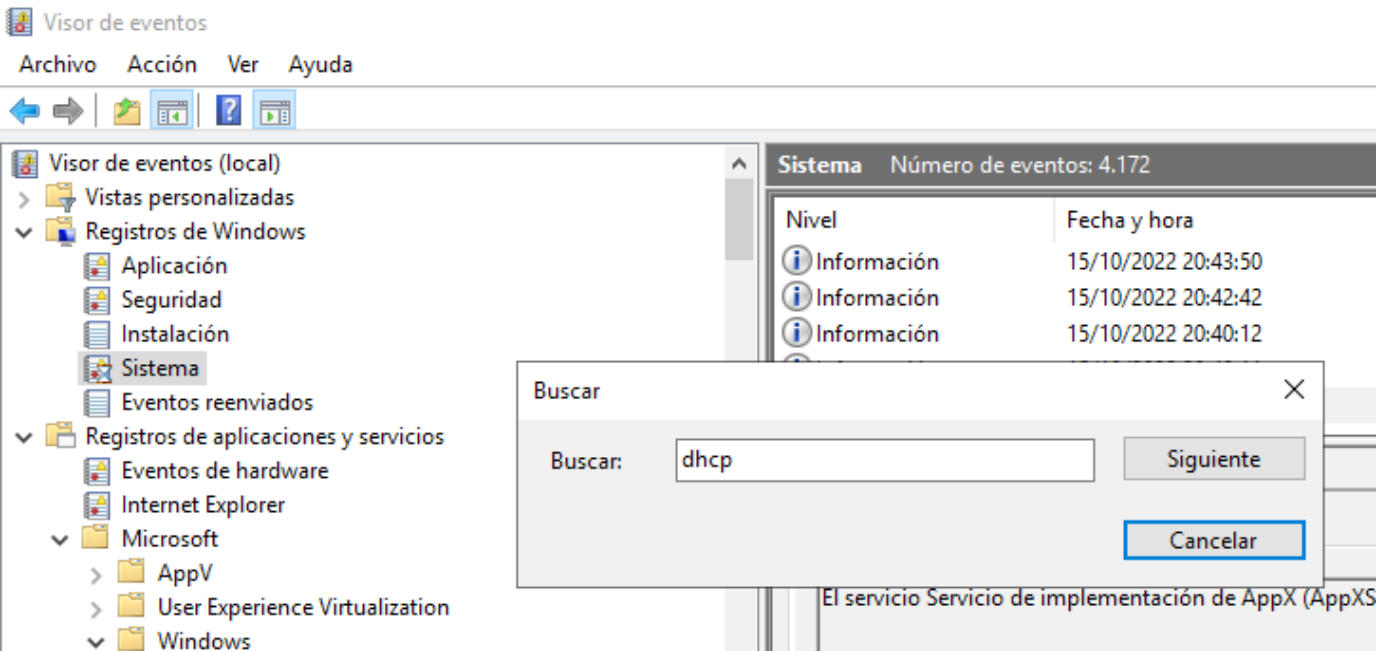 Visor de eventos
Archivo Acción Ver Ayuda
Visor de eventos (local)
Vistas personalizadas
Registros de Windows
Aplicación
Seguridad
Instalación
Sistema
Eventos reenviados
Registros de aplicaciones y servicios
Eventos de hardware
Internet Explorer
Microsoft
AppV
User Experience Virtualization
Windows
Sistema Número de eventos: 4.172
Nivel Fecha y hora
Información 15/10/2022 20:43:50
Información 15/10/2022 20:42:42
Información 15/10/2022 20:40:12
Buscar
Buscar: dhcp Siguiente
Cancelar
El servicio Servicio de implementación de AppX (AppXS